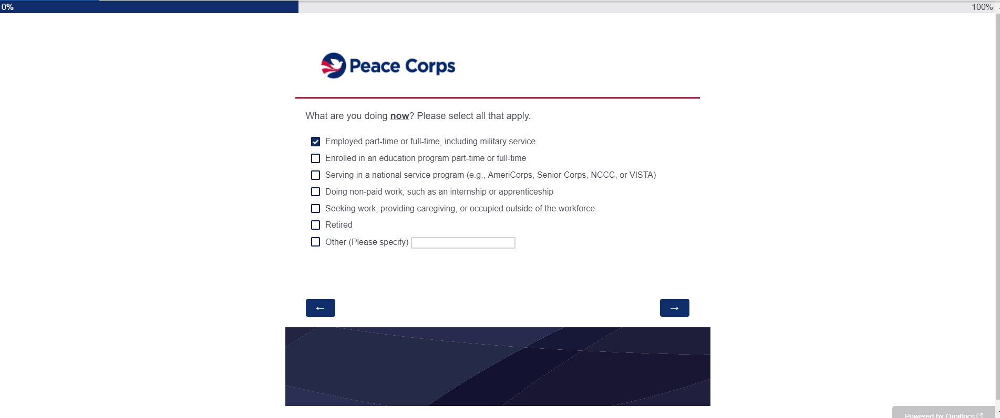 0%
100%
Peace Corps
What are you doing now? Please select all that apply.
Employed part-time or full-time, including military service
Enrolled in an education program part-time or full-time
Serving in a national service program (e.g., AmeriCorps, Senior Corps, NCCC, or VISTA)
Doing non-paid work, such as an internship or apprenticeship
Seeking work, providing caregiving, or occupied outside of the workforce
Retired
Other (Please specify)
←
→
Powered by Qualtrics